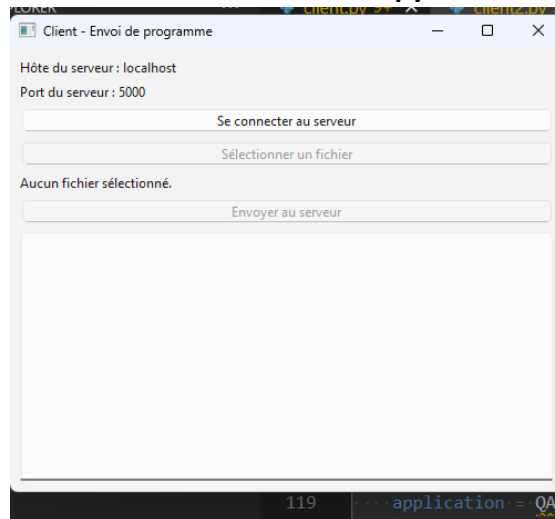 client.py 9+
client2.py
Client - Envoi de programme
Hôte du serveur : localhost
Port du serveur : 5000
Se connecter au serveur
Sélectionner un fichier
Aucun fichier sélectionné.
Envoyer au serveur
119 application = QA